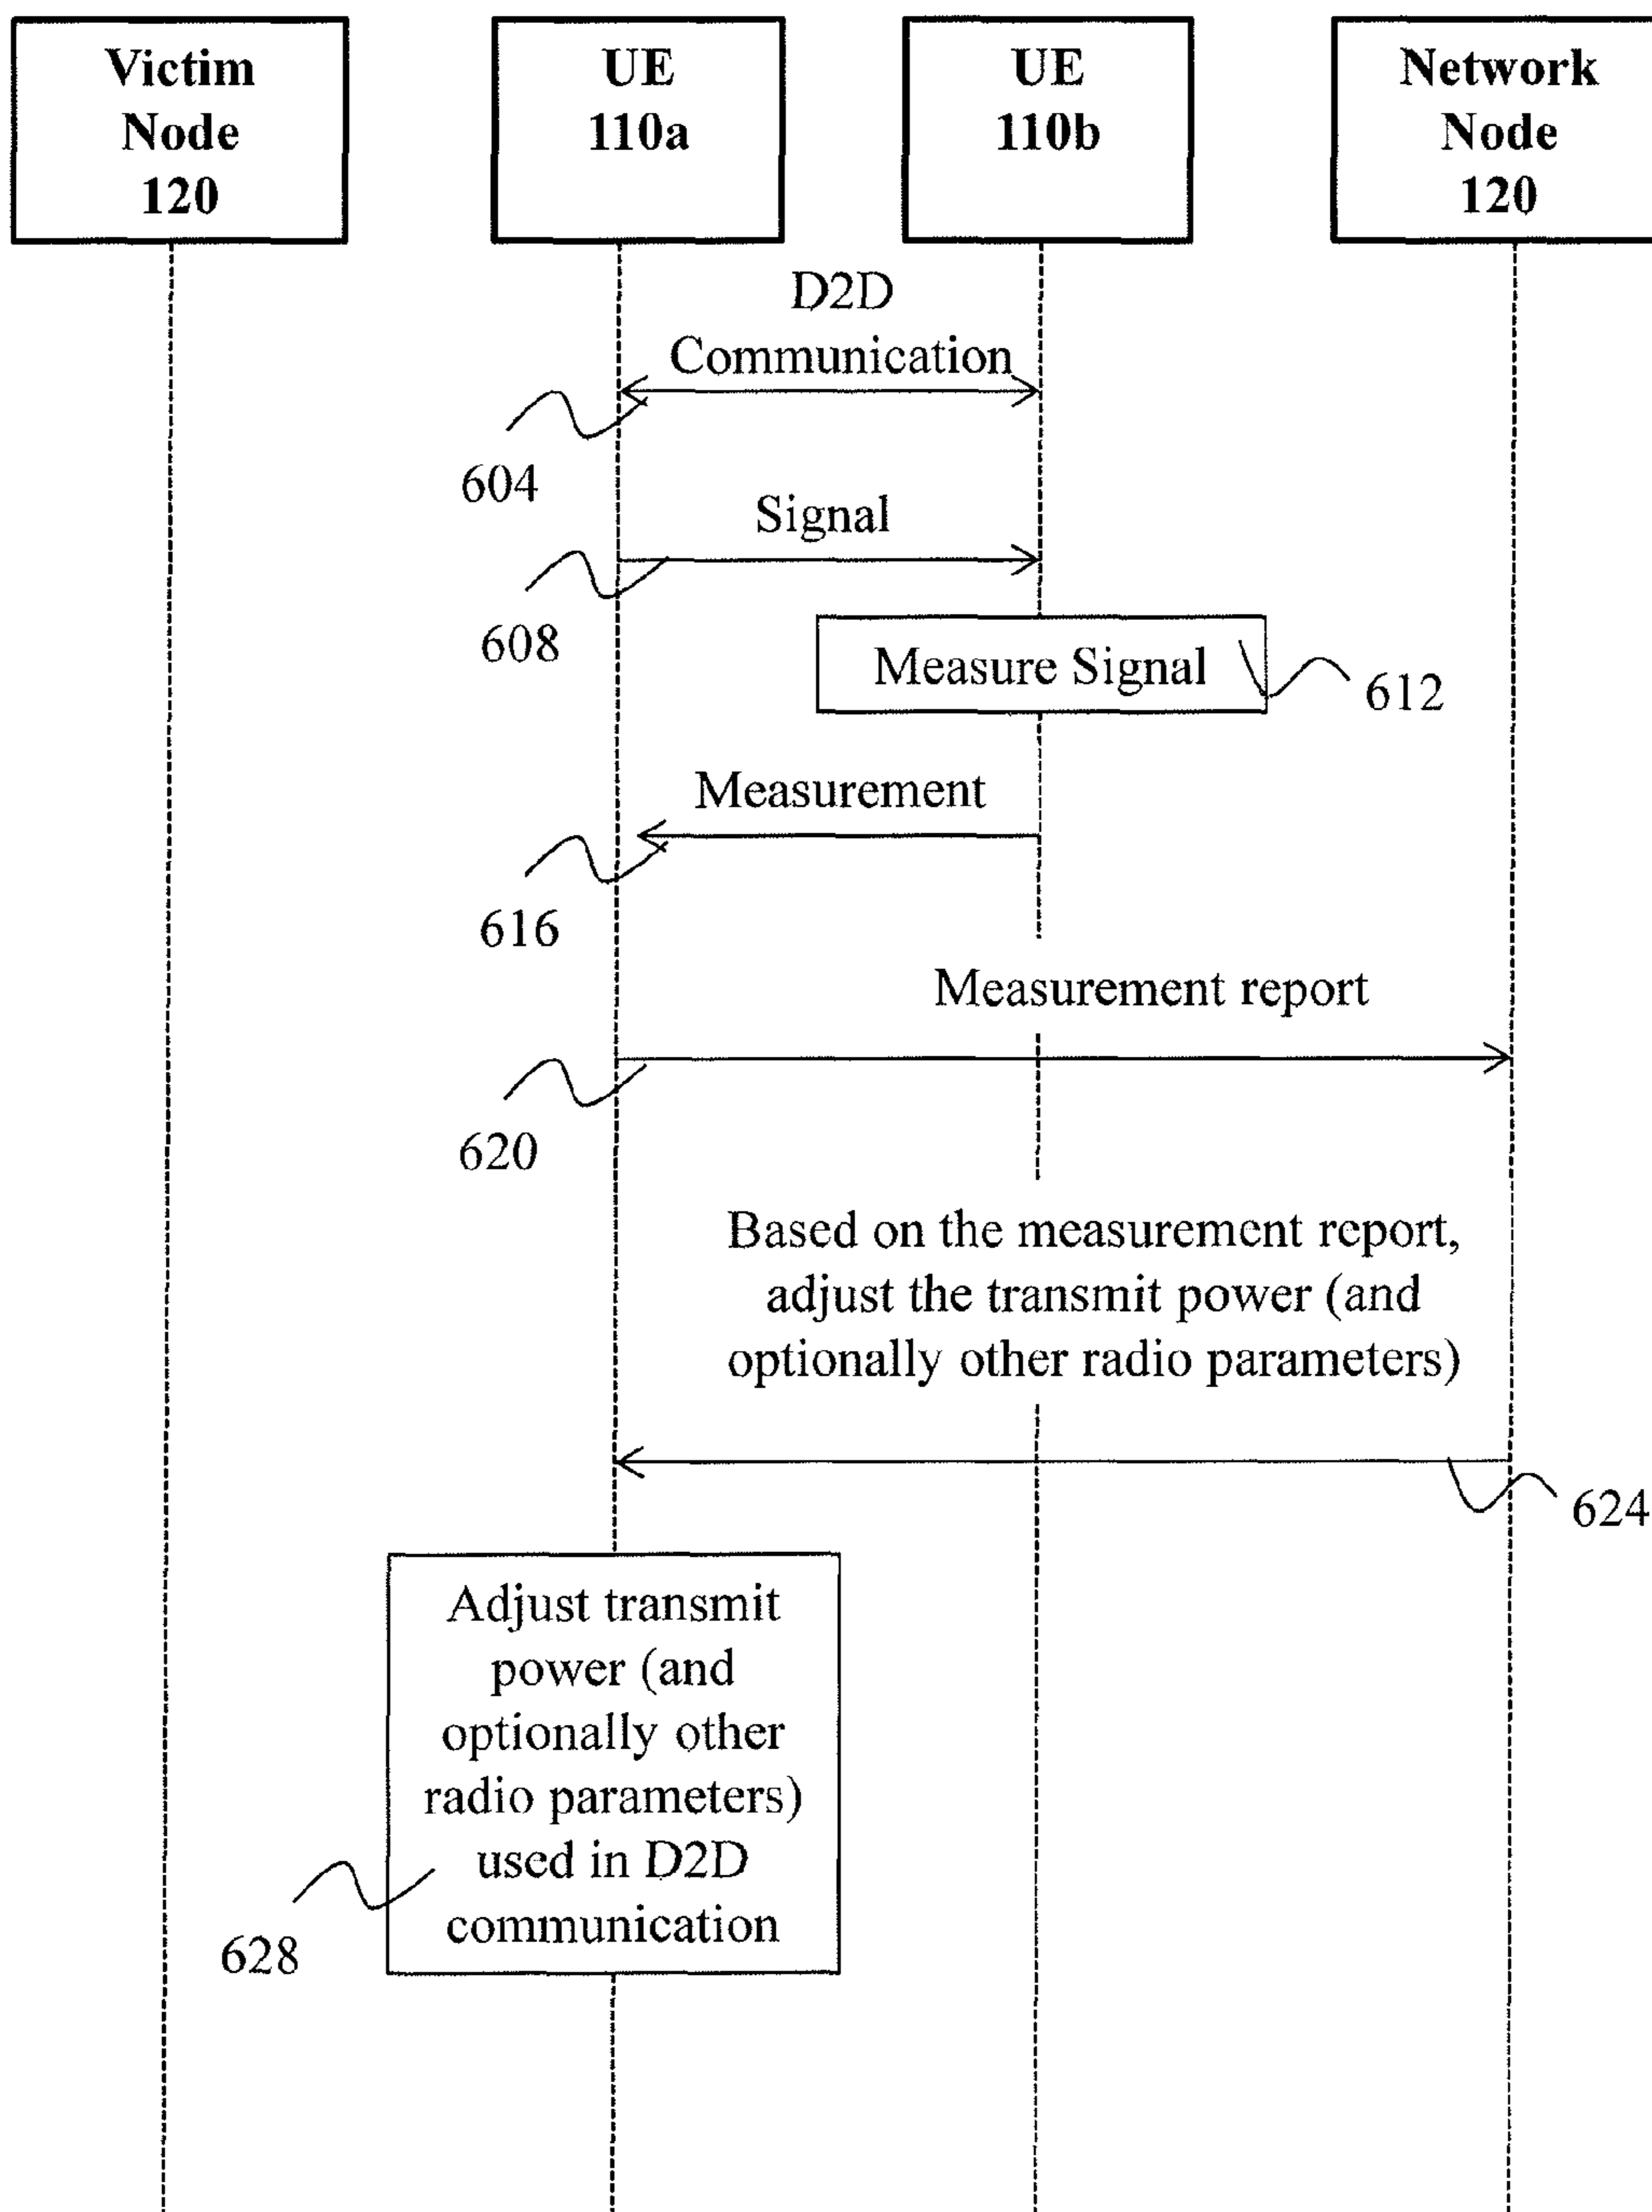 Victim
Node
120
UE
110a
UE
110b
Network
Node
120
D2D
Communication
604
Signal
608
Measure Signal
612
Measurement
616
Measurement report
620
Based on the measurement report,
adjust the transmit power (and
optionally other radio parameters)
624
Adjust transmit
power (and
optionally other
radio parameters)
used in D2D
communication
628